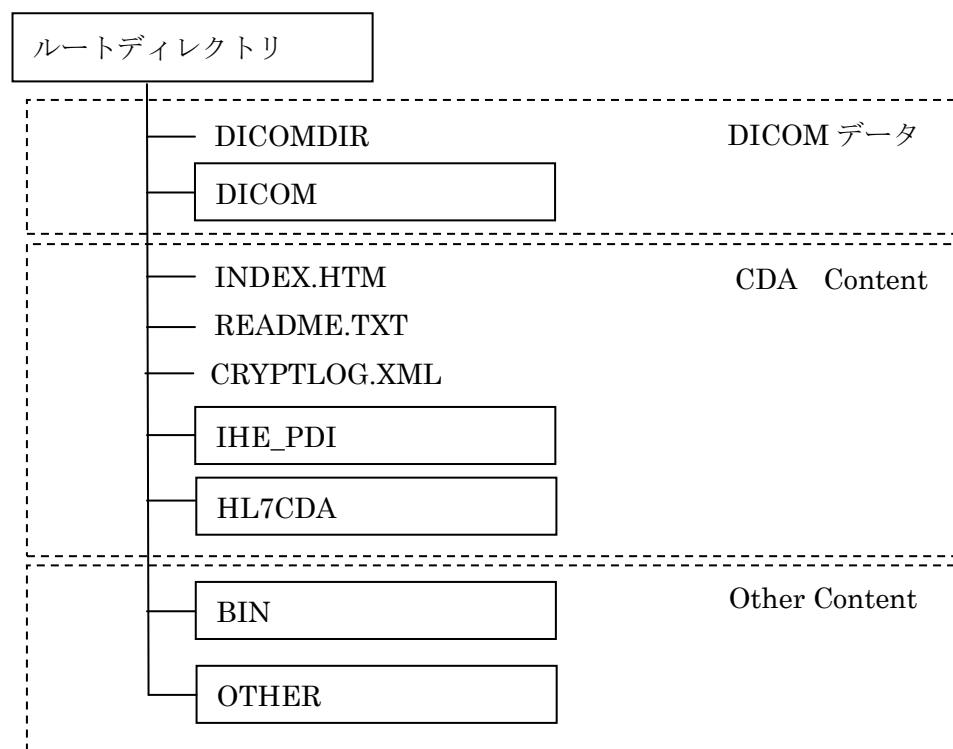 ルートディレクトリ
DICOMDIR
DICOM データ
DICOM
INDEX.HTM
CDA　Content
README.TXT
CRYPTLOG.XML
IHE_PDI
HL7CDA
BIN
Other Content
OTHER